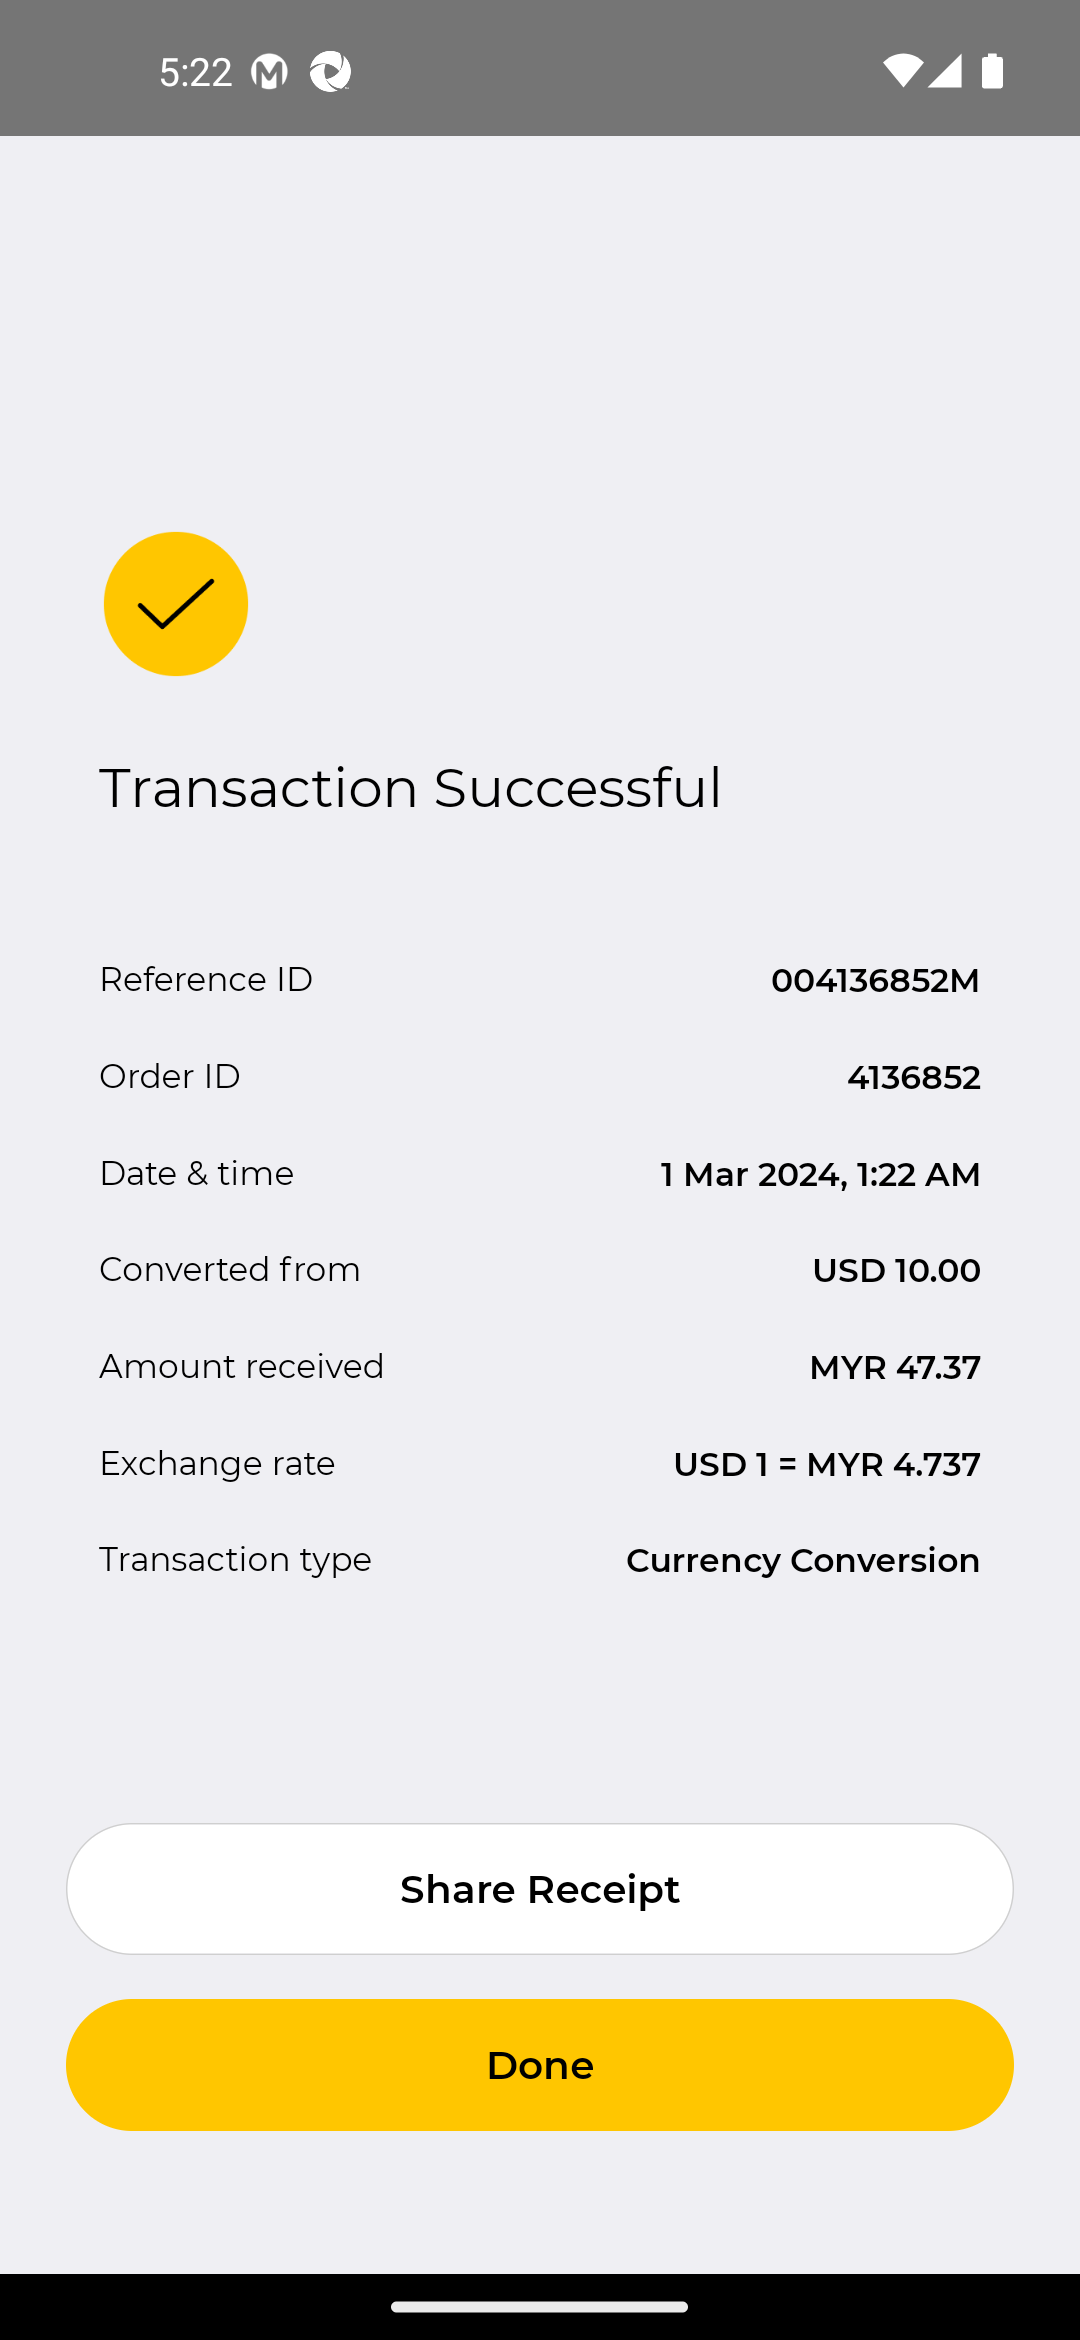 5:22
Transaction Successful
Reference ID 004136852M
Order ID 4136852
Date & time 1 Mar 2024, 1:22 AM
Converted from USD 10.00
Amount received MYR 47.37
Exchange rate USD 1 = MYR 4.737
Transaction type Currency Conversion
Share Receipt
Done